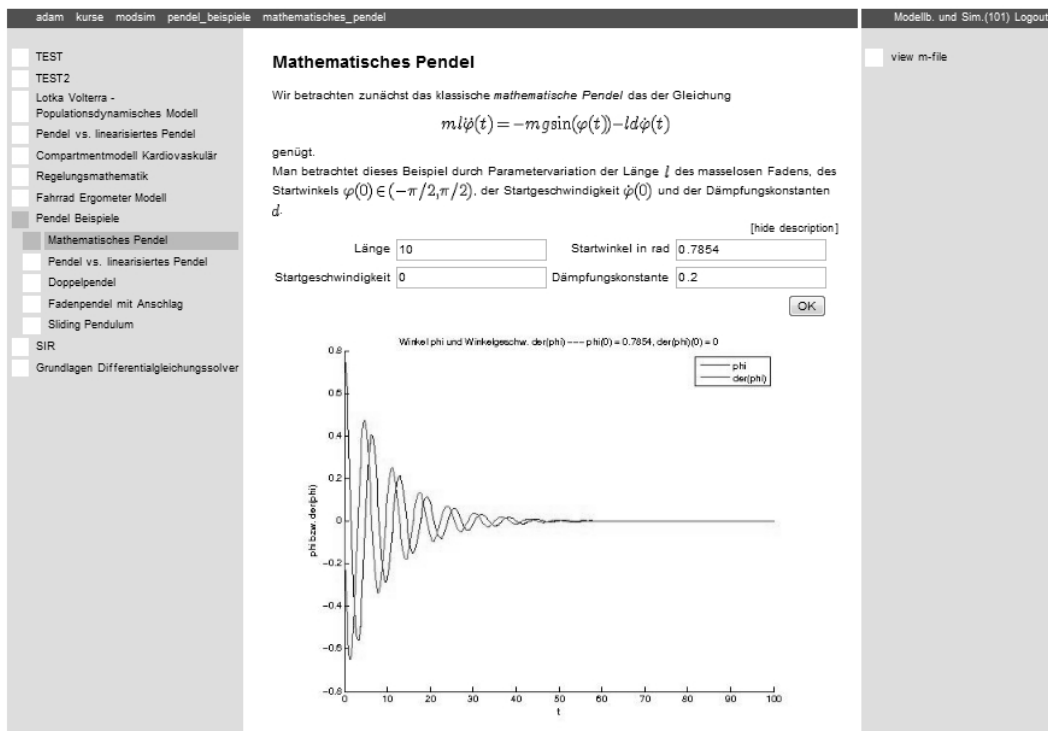 adam kurse modsim pendel_beispiele mathematisches_pendel
Modellb. und Sim.(101) Logout
TEST
TEST2
Lotka Volterra -
Populationsdynamisches Modell
Pendel vs. linearisiertes Pendel
Compartmentmodell Kardiovaskulär
Regelungsmathematik
Fahrrad Ergometer Modell
Pendel Beispiele
Mathematisches Pendel
Pendel vs. linearisiertes Pendel
Doppelpendel
Fadenpendel mit Anschlag
Sliding Pendulum
SIR
Grundlagen Differentialgleichungssolver
Mathematisches Pendel
Wir betrachten zunächst das klassische mathematische Pendel das der Gleichung
mlφ̈(t)=−mgsin(φ(t))−ldφ̇(t)
genügt.
Man betrachtet dieses Beispiel durch Parametervariation der Länge l des masselosen Fadens, des
Startwinkels φ(0)∈(−π/2,π/2), der Startgeschwindigkeit φ̇(0) und der Dämpfungskonstanten
d.
[hide description]
Länge 10 Startwinkel in rad 0.7854
Startgeschwindigkeit 0 Dämpfungskonstante 0.2
OK
Winkel phi und Winkelgeschw. der(phi) --- phi(0) = 0.7854, der(phi)(0) = 0
phi
der(phi)
phi bzw. der(phi)
0.8
0.6
0.4
0.2
0
−0.2
−0.4
−0.6
−0.8
0 10 20 30 40 50 60 70 80 90 100
t
view m-file